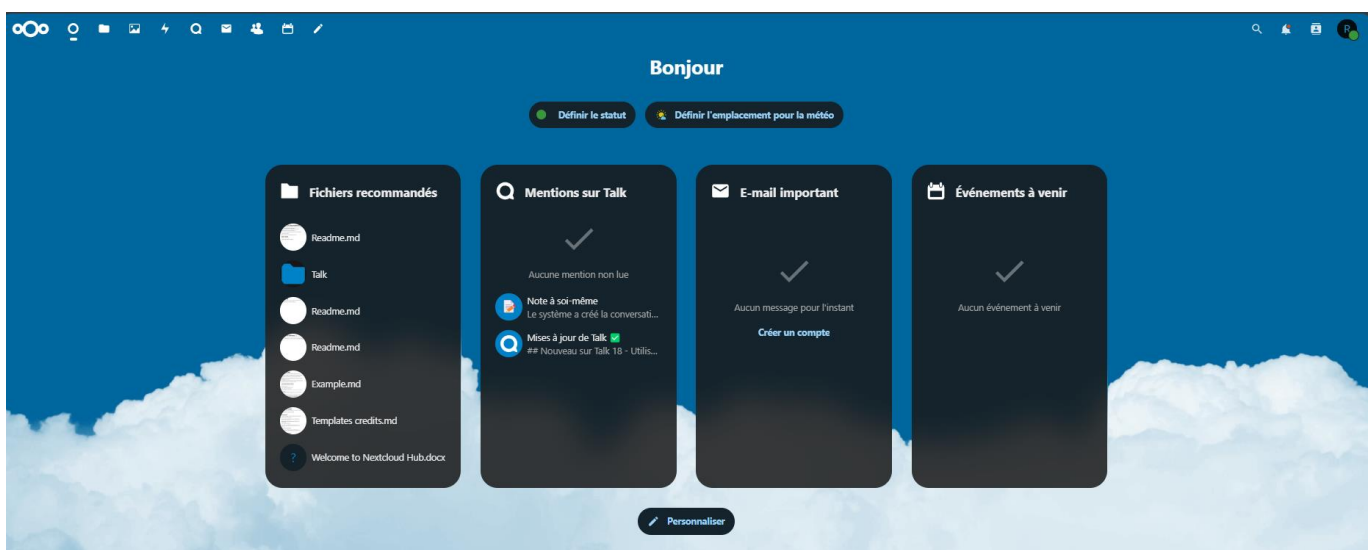 R
Bonjour
Définir le statut
Définir l'emplacement pour la météo
Fichiers recommandés
Readme.md
Talk
Readme.md
Readme.md
Example.md
Templates credits.md
?
Welcome to Nextcloud Hub.docx
Mentions sur Talk
Aucune mention non lue
Note à soi-même
Le système a créé la conversati...
Mises à jour de Talk ✅
## Nouveau sur Talk 18 - Utilis...
E-mail important
Aucun message pour l'instant
Créer un compte
Événements à venir
Aucun événement à venir
Personnaliser